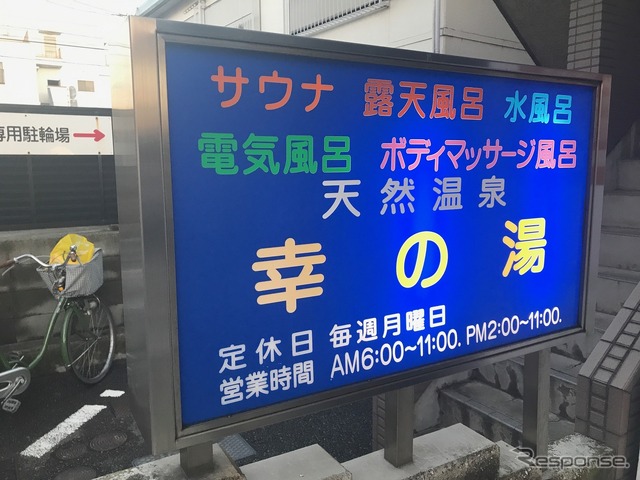 サウナ 露天風呂 水風呂
電気風呂 ボディマッサージ風呂
天然温泉
幸の湯
定休日 毎週月曜日
営業時間 AM6:00~11:00. PM2:00~11:00.
専用駐輪場→
Response.